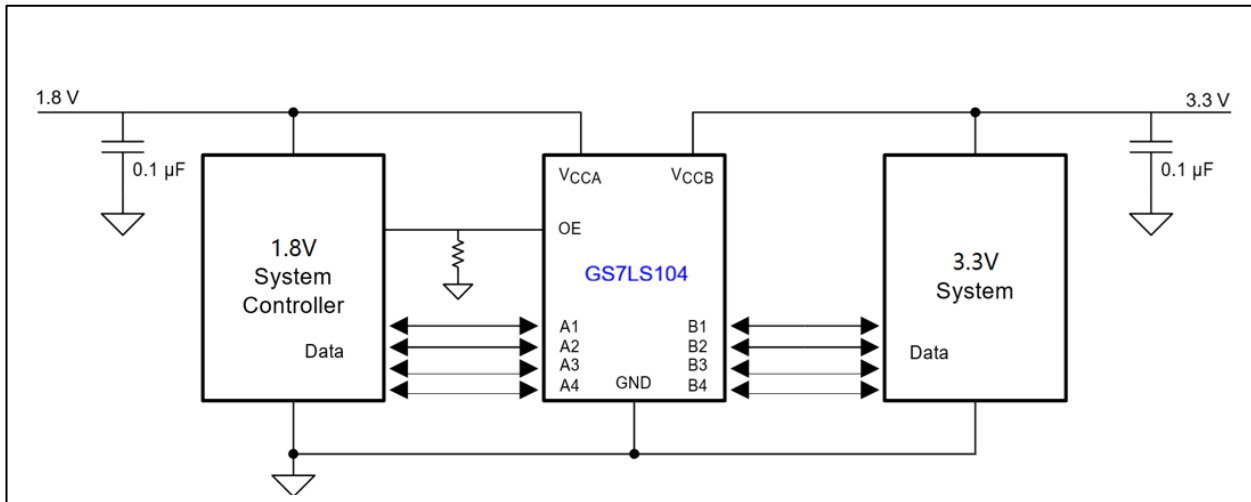 1.8 V
3.3 V
0.1 µF
0.1 µF
VCCA
VCCB
OE
1.8V
System
Controller
GS7LS104
3.3V
System
Data
A1
A2
A3
A4
GND
B1
B2
B3
B4
Data